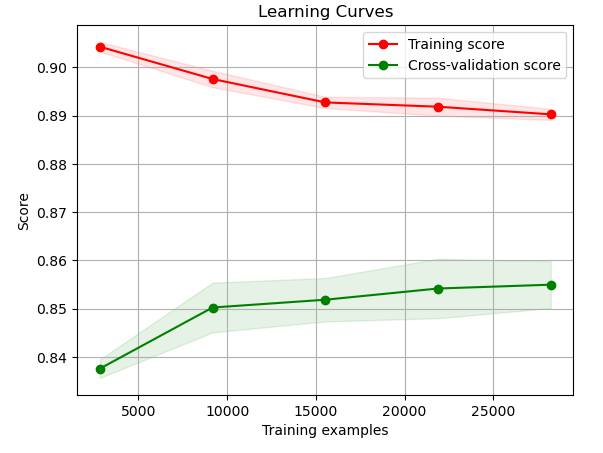 Learning Curves
Training score
Cross-validation score
0.90
0.89
0.88
0.87
0.86
0.85
0.84
Score
5000 10000 15000 20000 25000
Training examples